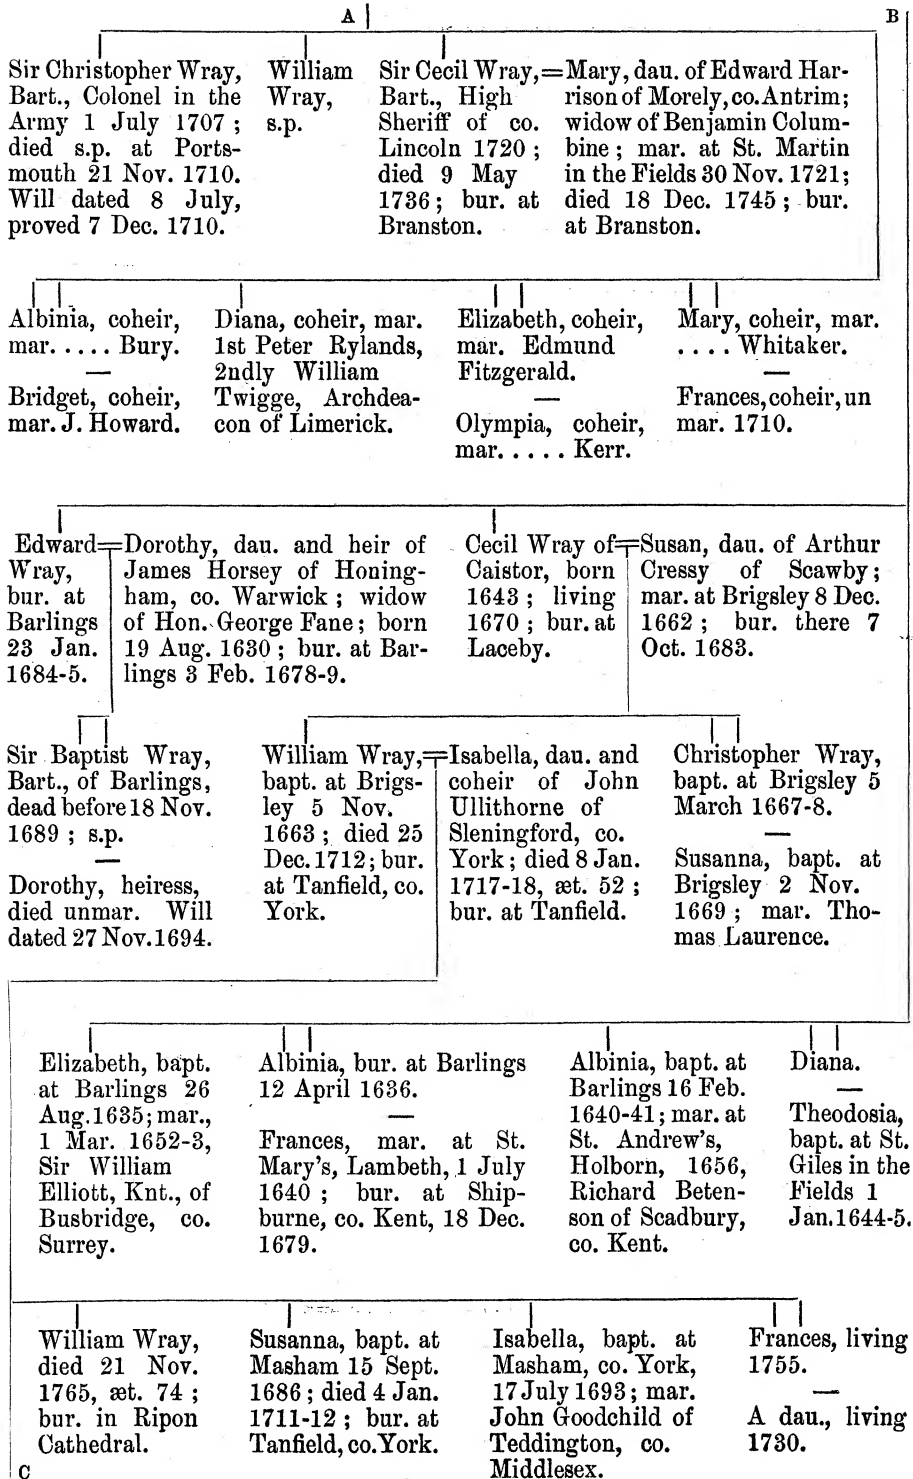 A
B
Sir Christopher Wray,
Bart., Colonel in the
Army 1 July 1707 ;
died s.p. at Ports-
mouth 21 Nov. 1710.
Will dated 8 July,
proved 7 Dec. 1710.
William
Wray,
s.p.
Sir Cecil Wray,=
Bart., High
Sheriff of co.
Lincoln 1720 ;
died 9 May
1736 ; bur. at
Branston.
Mary, dau. of Edward Har-
rison of Morely, co. Antrim;
widow of Benjamin Colum-
bine ; mar. at St. Martin
in the Fields 30 Nov. 1721;
died 18 Dec. 1745 ; bur.
at Branston.
Albinia, coheir,
mar. .... Bury.
—
Bridget, coheir,
mar. J. Howard.
Diana, coheir, mar.
1st Peter Rylands,
2ndly William
Twigge, Archdea-
con of Limerick.
Elizabeth, coheir,
mar. Edmund
Fitzgerald.
—
Olympia, coheir,
mar. .... Kerr.
Mary, coheir, mar.
.... Whitaker.
—
Frances, coheir, un
mar. 1710.
Edward=
Wray,
bur. at
Barlings
23 Jan.
1684-5.
Dorothy, dau. and heir of
James Horsey of Honing-
ham, co. Warwick ; widow
of Hon. George Fane ; born
19 Aug. 1630 ; bur. at Bar-
lings 3 Feb. 1678-9.
Cecil Wray of=
Caistor, born
1643 ; living
1670 ; bur. at
Laceby.
Susan, dau. of Arthur
Cressy of Scawby ;
mar. at Brigsley 8 Dec.
1662 ; bur. there 7
Oct. 1683.
Sir Baptist Wray,
Bart., of Barlings,
dead before 18 Nov.
1689 ; s.p.
—
Dorothy, heiress,
died unmar. Will
dated 27 Nov. 1694.
William Wray,=
bapt. at Brigs-
ley 5 Nov.
1663 ; died 25
Dec. 1712 ; bur.
at Tanfield, co.
York.
Isabella, dau. and
coheir of John
Ullithorne of
Sleningford, co.
York ; died 8 Jan.
1717-18, æt. 52 ;
bur. at Tanfield.
Christopher Wray,
bapt. at Brigsley 5
March 1667-8.
—
Susanna, bapt. at
Brigsley 2 Nov.
1669 ; mar. Tho-
mas Laurence.
Elizabeth, bapt.
at Barlings 26
Aug. 1635; mar.,
1 Mar. 1652-3,
Sir William
Elliott, Knt., of
Busbridge, co.
Surrey.
Albinia, bur. at Barlings
12 April 1636.
—
Frances, mar. at St.
Mary's, Lambeth, 1 July
1640 ; bur. at Ship-
burne, co. Kent, 18 Dec.
1679.
Albinia, bapt. at
Barlings 16 Feb.
1640-41; mar. at
St. Andrew's,
Holborn, 1656,
Richard Beten-
son of Scadbury,
co. Kent.
Diana.
—
Theodosia,
bapt. at St.
Giles in the
Fields 1
Jan. 1644-5.
William Wray,
died 21 Nov.
1765, æt. 74 ;
bur. in Ripon
Cathedral.
Susanna, bapt. at
Masham 15 Sept.
1686 ; died 4 Jan.
1711-12 ; bur. at
Tanfield, co. York.
Isabella, bapt. at
Masham, co. York,
17 July 1693 ; mar.
John Goodchild of
Teddington, co.
Middlesex.
Frances, living
1755.
—
A dau., living
1730.
C